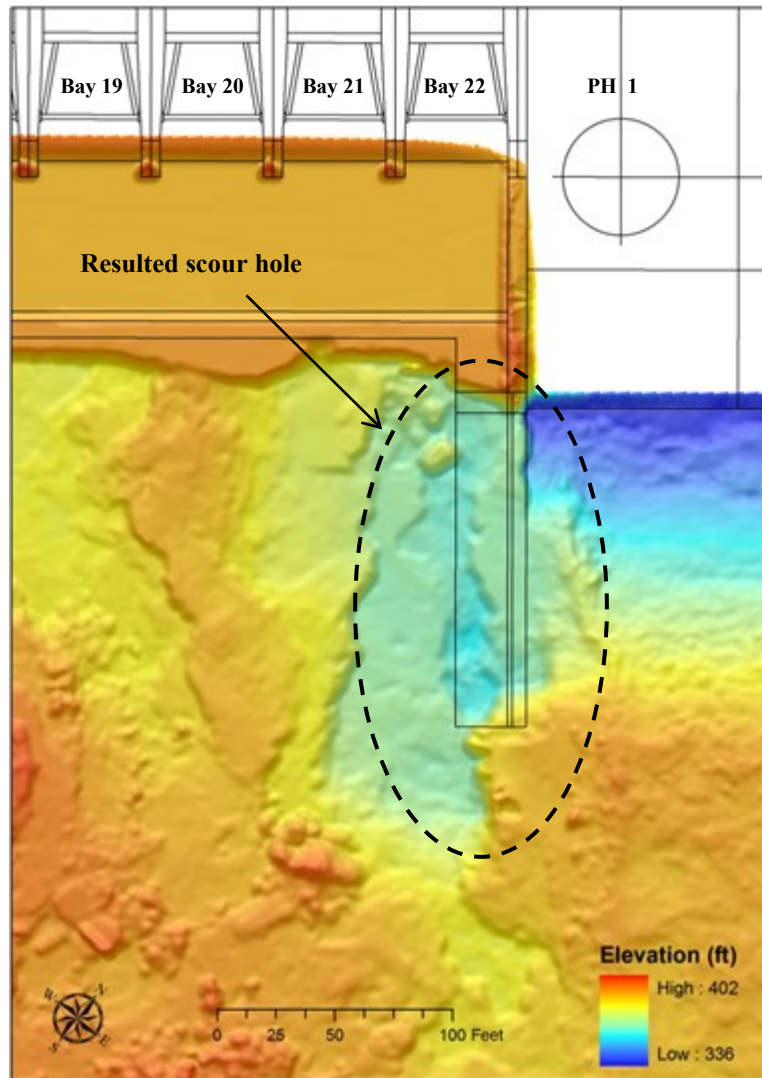 Bay 19 Bay 20 Bay 21 Bay 22 PH 1
Resulted scour hole
Elevation (ft)
High : 402
Low : 336
N
W
E
S
0 25 50 100 Feet